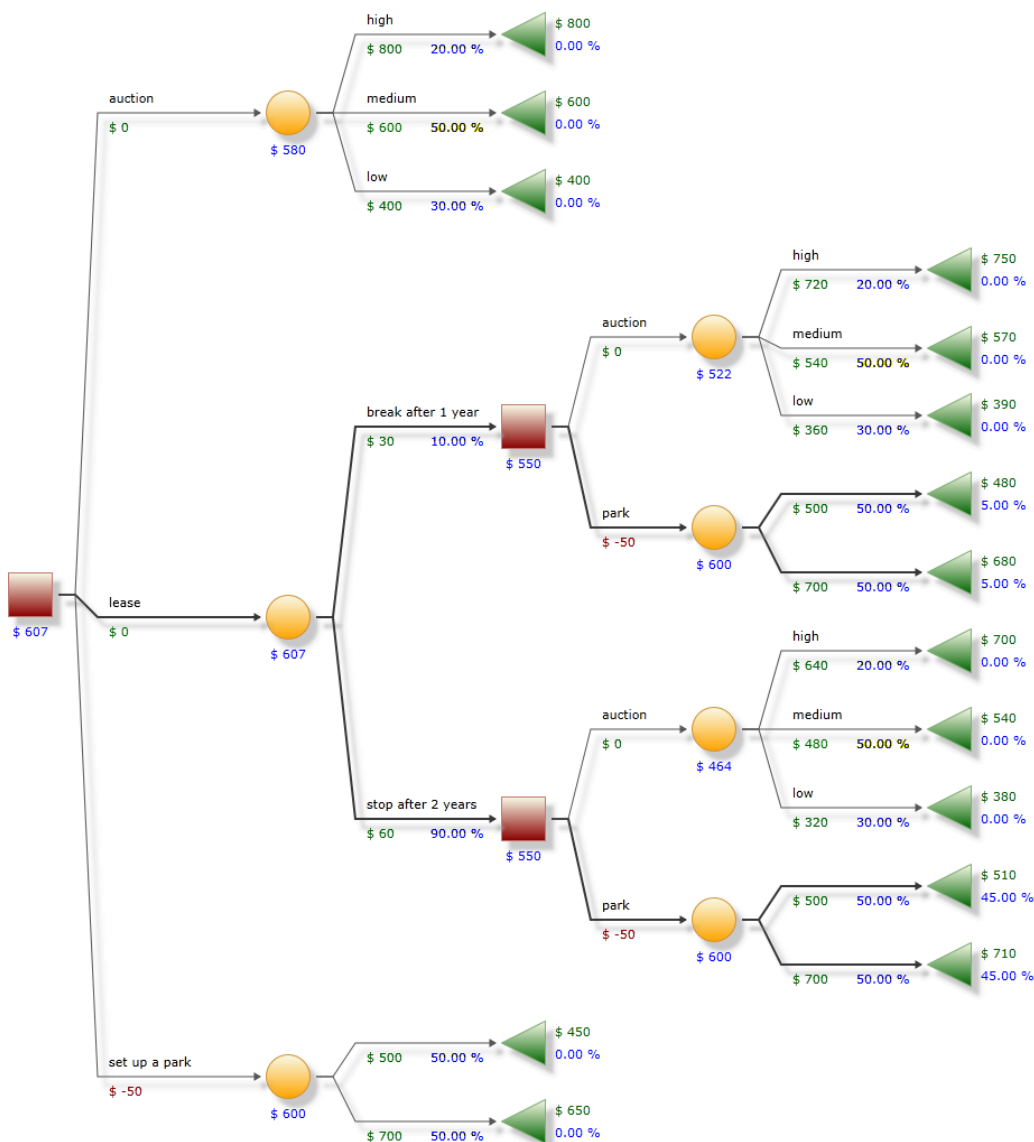 high
$ 800
$ 800 20.00 % 0.00 %
auction medium
$ 600
$ 0 $ 600 50.00 % 0.00 %
$ 580
low
$ 400
$ 400 30.00 % 0.00 %
high
$ 750
$ 720 20.00 % 0.00 %
auction medium
$ 570
$ 0 $ 540 50.00 % 0.00 %
$ 522
low
$ 390
break after 1 year $ 360 30.00 % 0.00 %
$ 30 10.00 %
$ 550
$ 480
park $ 500 50.00 % 5.00 %
$ -50
$ 600
$ 680
$ 700 50.00 % 5.00 %
lease
$ 607 $ 0
$ 607
high
$ 700
$ 640 20.00 % 0.00 %
auction medium
$ 540
$ 0 $ 480 50.00 % 0.00 %
$ 464
low
$ 380
stop after 2 years $ 320 30.00 % 0.00 %
$ 60 90.00 %
$ 550
$ 510
park $ 500 50.00 % 45.00 %
$ -50
$ 600
$ 710
$ 700 50.00 % 45.00 %
$ 450
set up a park $ 500 50.00 % 0.00 %
$ -50
$ 600
$ 650
$ 700 50.00 % 0.00 %